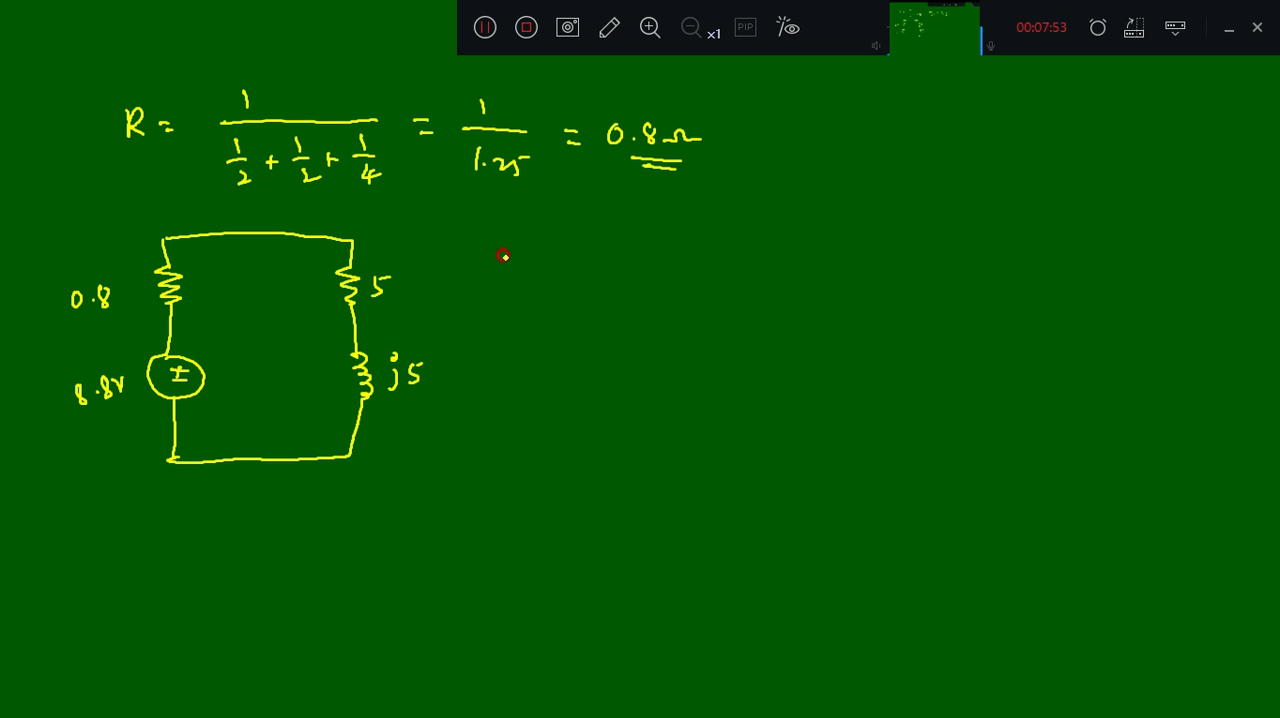 x1 PIP 00:07:53
R = 1 / (1/2 + 1/2 + 1/4) = 1 / 1.25 = 0.8 Ω
0.8 5
8.8V ± j5